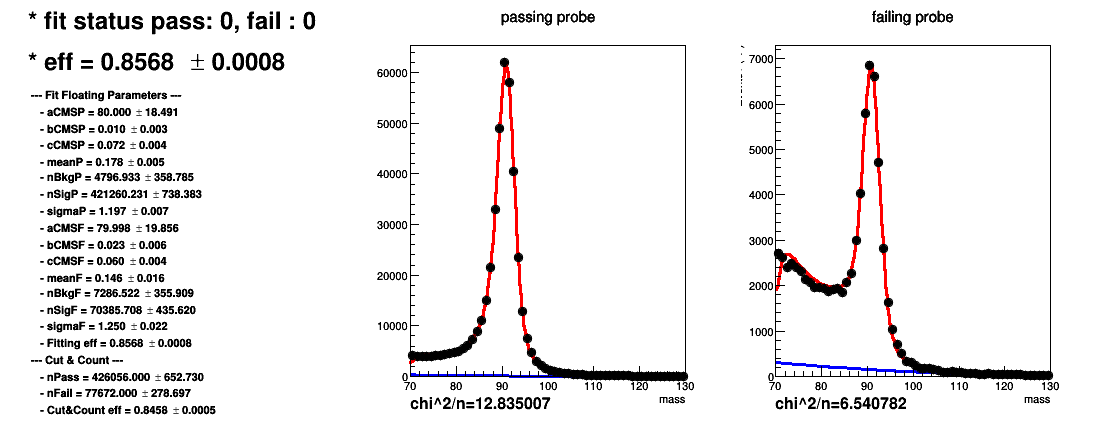 * fit status pass: 0, fail : 0
* eff = 0.8568 ± 0.0008
--- Fit Floating Parameters ---
- aCMSP = 80.000 ± 18.491
- bCMSP = 0.010 ± 0.003
- cCMSP = 0.072 ± 0.004
- meanP = 0.178 ± 0.005
- nBkgP = 4796.933 ± 358.785
- nSigP = 421260.231 ± 738.383
- sigmaP = 1.197 ± 0.007
- aCMSF = 79.998 ± 19.856
- bCMSF = 0.023 ± 0.006
- cCMSF = 0.060 ± 0.004
- meanF = 0.146 ± 0.016
- nBkgF = 7286.522 ± 355.909
- nSigF = 70385.708 ± 435.620
- sigmaF = 1.250 ± 0.022
- Fitting eff = 0.8568 ± 0.0008
--- Cut & Count ---
- nPass = 426056.000 ± 652.730
- nFail = 77672.000 ± 278.697
- Cut&Count eff = 0.8458 ± 0.0005
passing probe
60000
50000
40000
30000
20000
10000
0
70 80 90 100 110 120 130
mass
chi^2/n=12.835007
failing probe
7000
6000
5000
4000
3000
2000
1000
0
70 80 90 100 110 120 130
mass
chi^2/n=6.540782